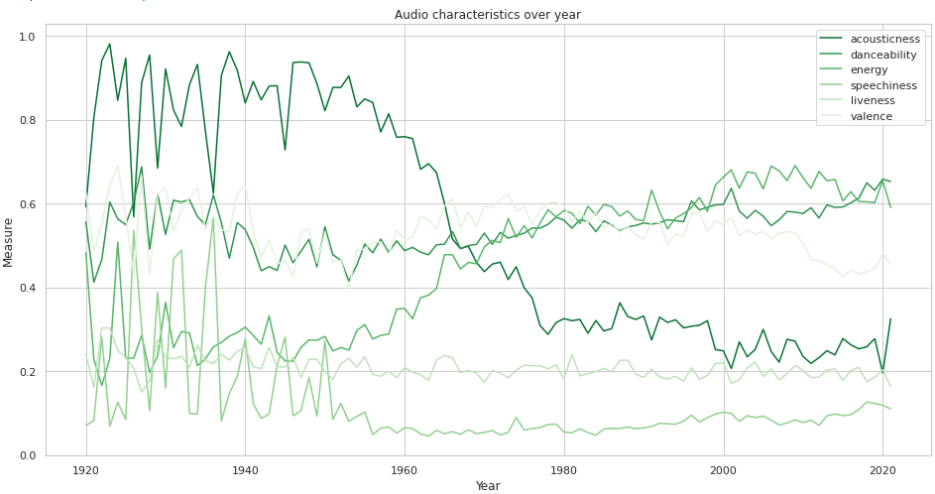 Audio characteristics over year
acousticness
danceability
energy
speechiness
liveness
valence
Measure
1.0
0.8
0.6
0.4
0.2
0.0
1920
1940
1960
1980
2000
2020
Year